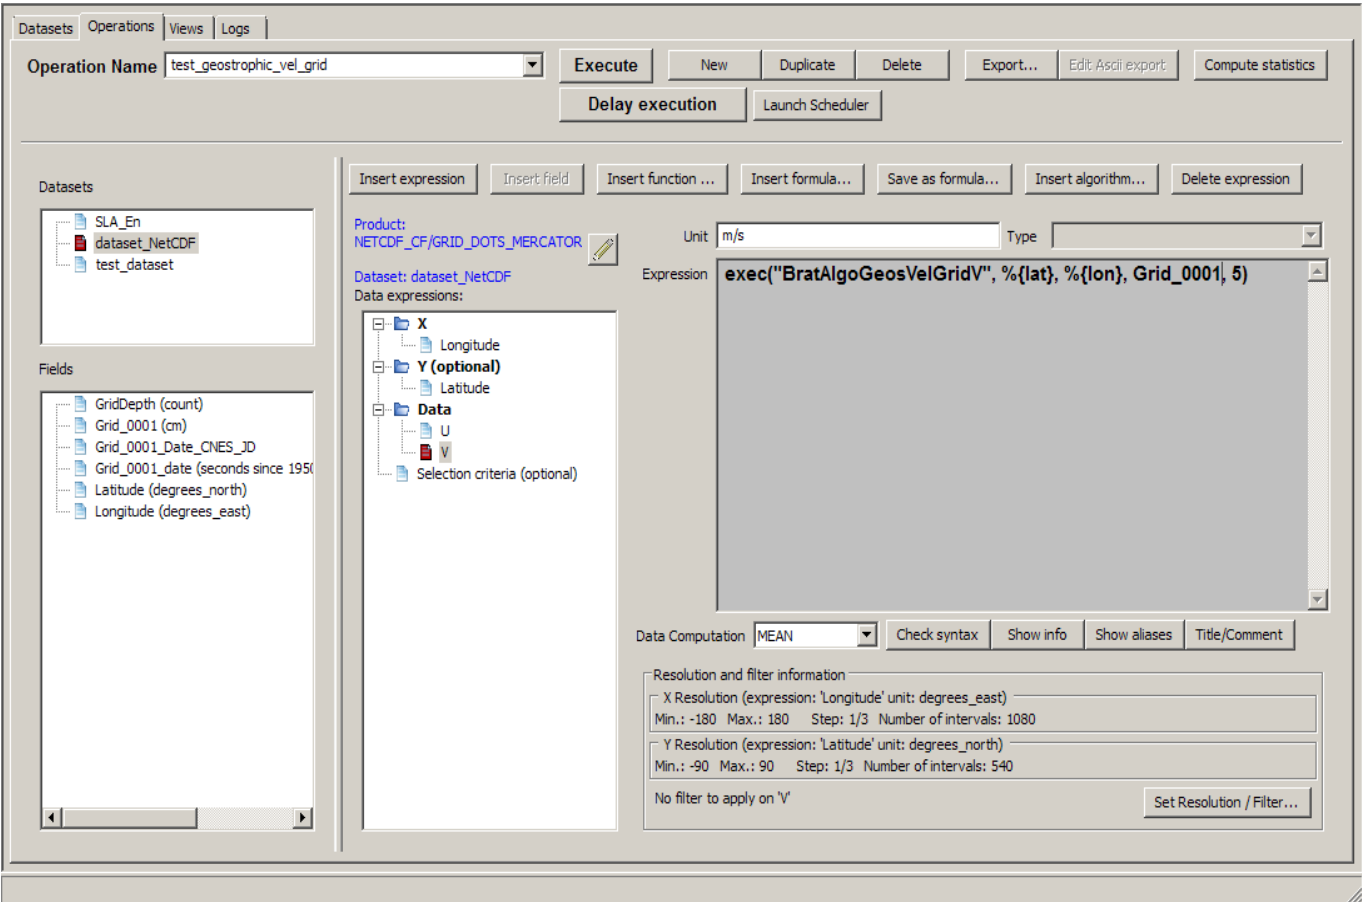 Datasets Operations Views Logs
Operation Name test_geostrophic_vel_grid Execute New Duplicate Delete Export... Edit Ascii export Compute statistics
Delay execution Launch Scheduler
Insert expression Insert field Insert function ... Insert formula... Save as formula... Insert algorithm... Delete expression
Datasets
SLA_En
dataset_NetCDF
test_dataset
Fields
GridDepth (count)
Grid_0001 (cm)
Grid_0001_Date_CNES_JD
Grid_0001_date (seconds since 1950
Latitude (degrees_north)
Longitude (degrees_east)
Product:
NETCDF_CF/GRID_DOTS_MERCATOR
Dataset: dataset_NetCDF
Data expressions:
X
Longitude
Y (optional)
Latitude
Data
U
V
Selection criteria (optional)
Unit m/s Type
Expression exec("BratAlgoGeosVelGridV", %{lat}, %{lon}, Grid_0001, 5)
Data Computation MEAN Check syntax Show info Show aliases Title/Comment
Resolution and filter information
X Resolution (expression: 'Longitude' unit: degrees_east)
Min.: -180 Max.: 180 Step: 1/3 Number of intervals: 1080
Y Resolution (expression: 'Latitude' unit: degrees_north)
Min.: -90 Max.: 90 Step: 1/3 Number of intervals: 540
No filter to apply on 'V'
Set Resolution / Filter...